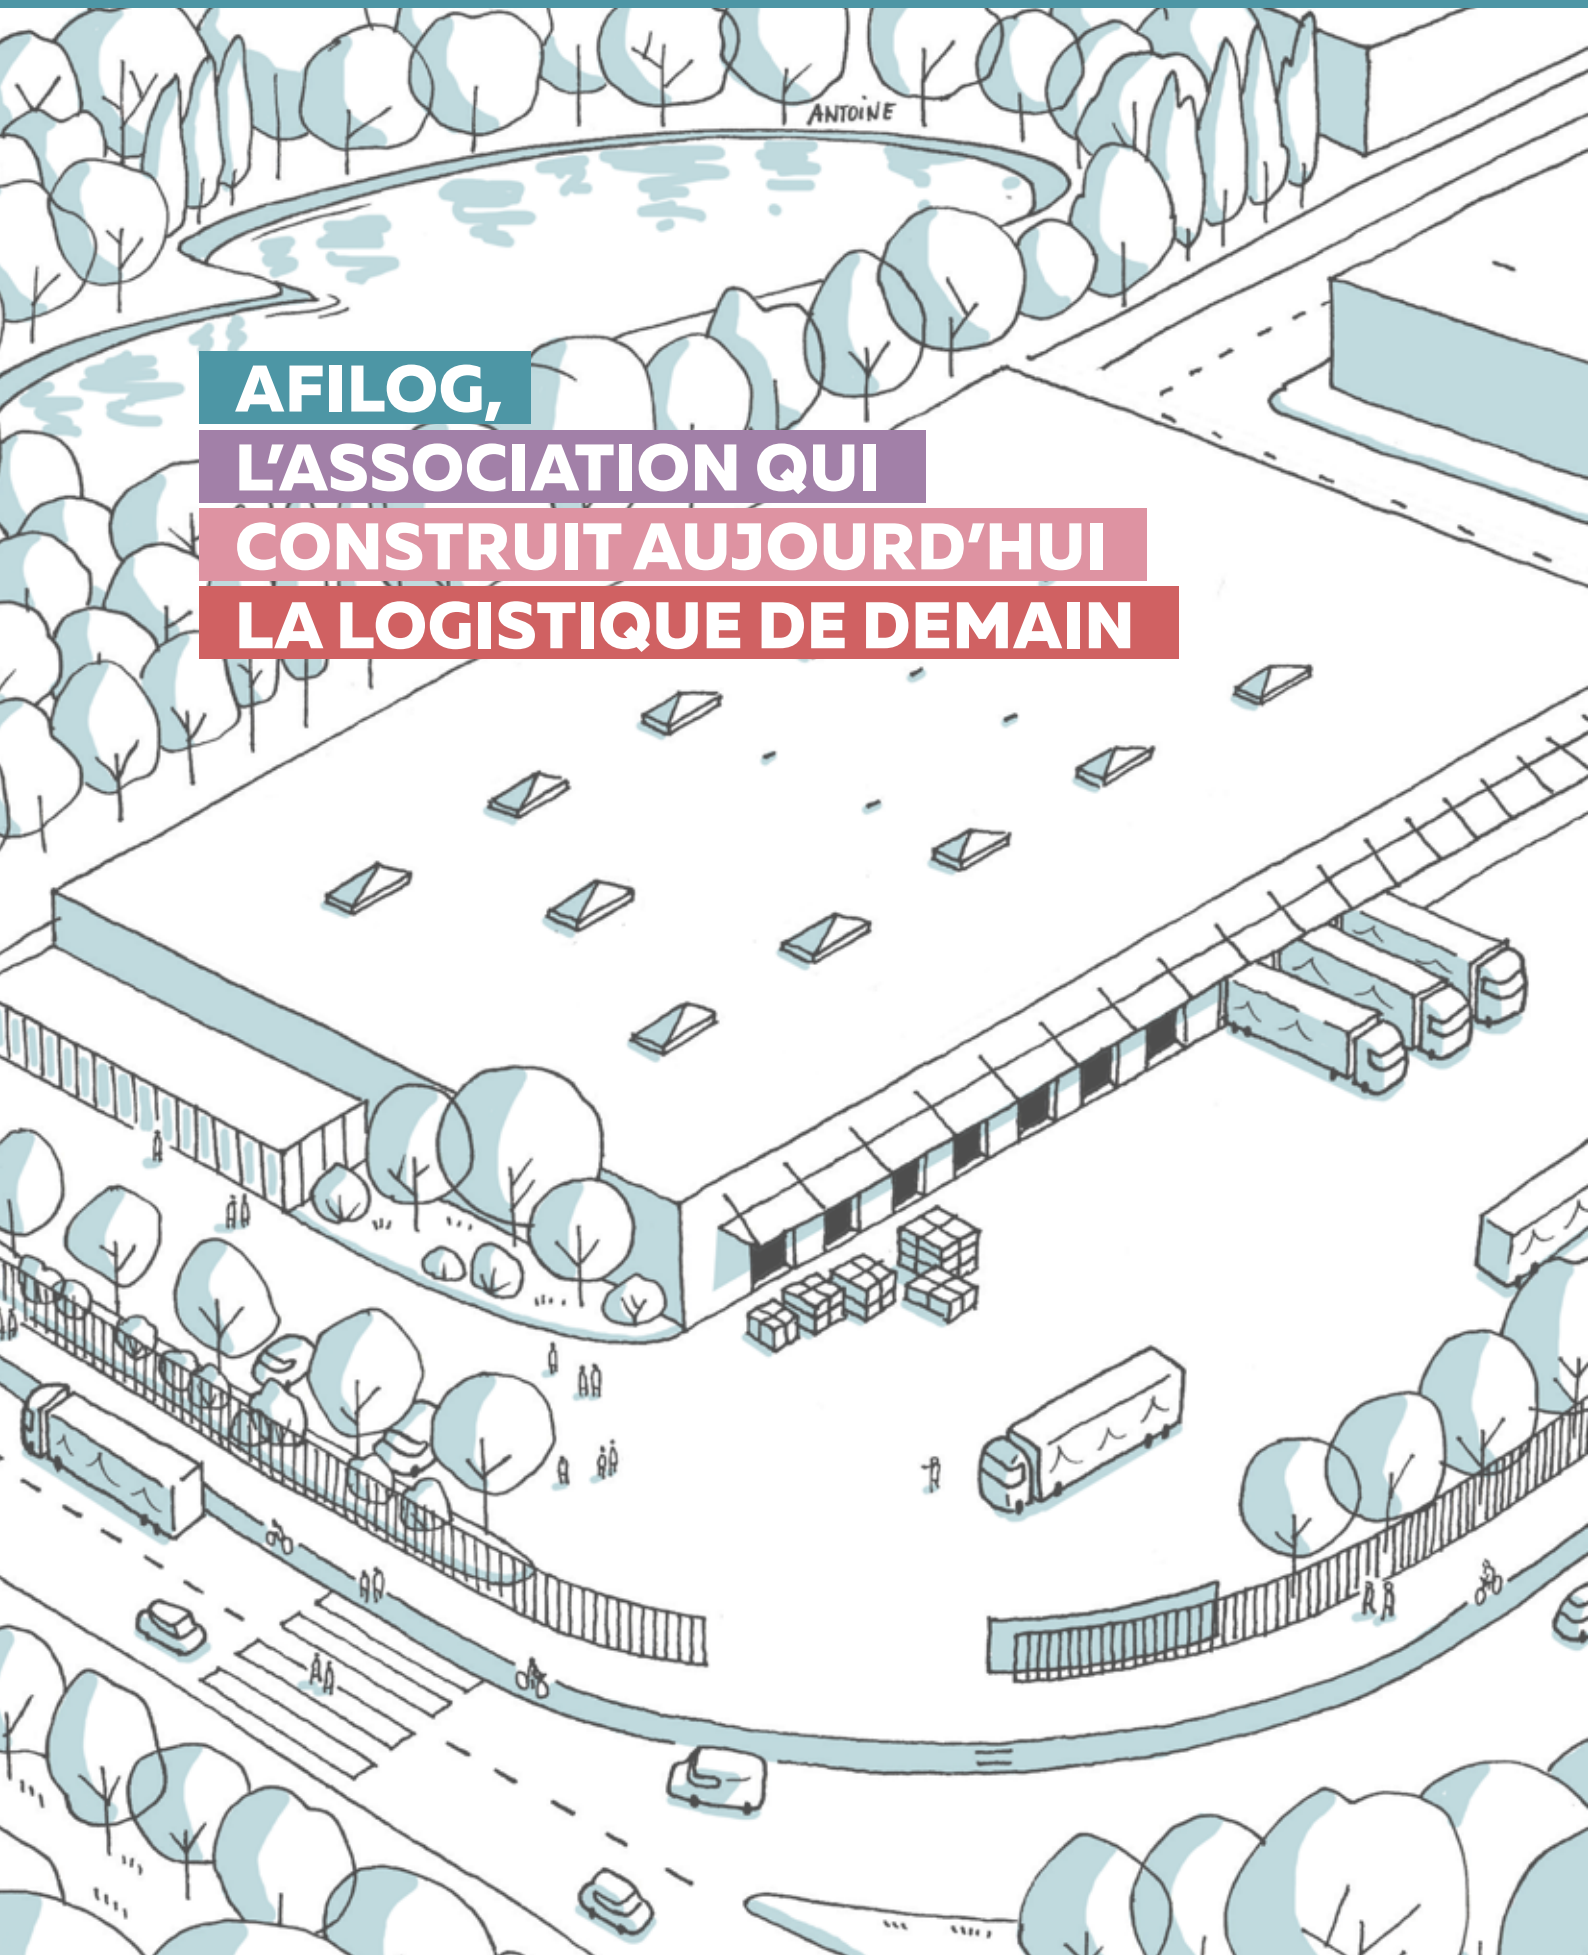 ANTOINE
AFILOG,
L'ASSOCIATION QUI
CONSTRUIT AUJOURD'HUI
LA LOGISTIQUE DE DEMAIN